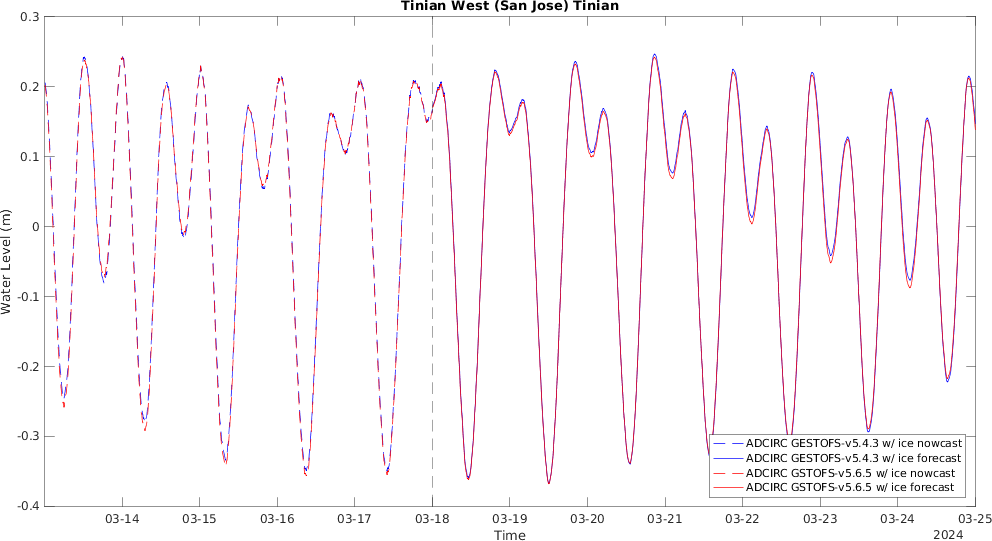 Tinian West (San Jose) Tinian
0.3
0.2
0.1
0
-0.1
-0.2
-0.3
-0.4
Water Level (m)
ADCIRC GESTOFS-v5.4.3 w/ ice nowcast
ADCIRC GESTOFS-v5.4.3 w/ ice forecast
ADCIRC GSTOFS-v5.6.5 w/ ice nowcast
ADCIRC GSTOFS-v5.6.5 w/ ice forecast
03-14 03-15 03-16 03-17 03-18 03-19 03-20 03-21 03-22 03-23 03-24 03-25
Time
2024